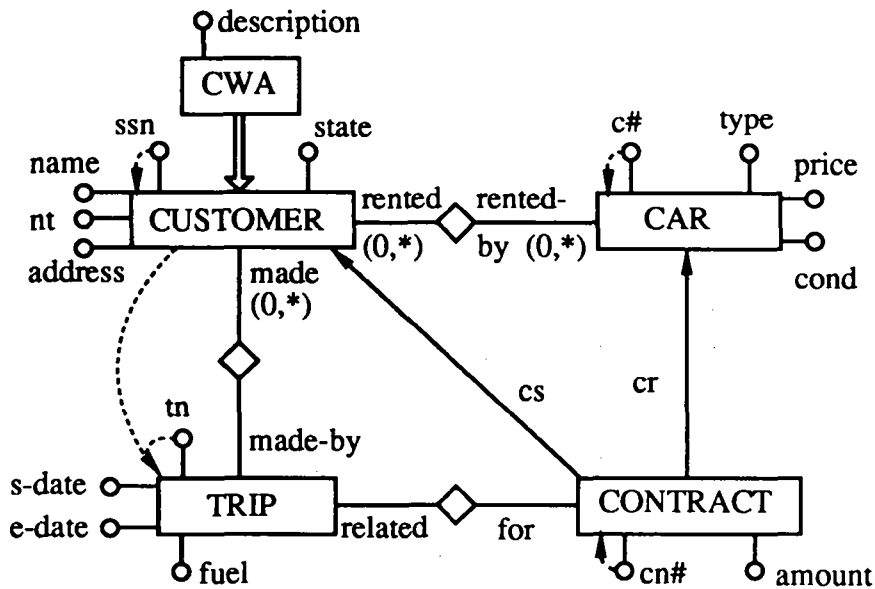 description
CWA
ssn
state
c#
type
name
price
nt
CUSTOMER
rented
(0,*)
rented-
by (0,*)
CAR
address
cond
made
(0,*)
cs
cr
tn
made-by
s-date
TRIP
CONTRACT
e-date
related
for
fuel
cn#
amount